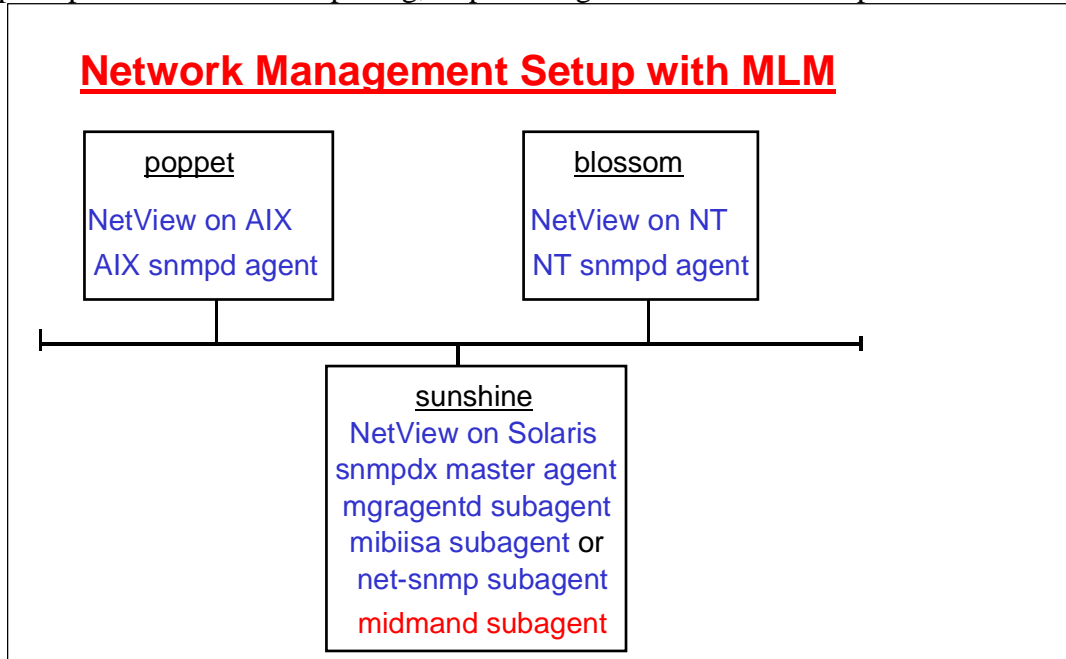 Network Management Setup with MLM
poppet
NetView on AIX
AIX snmpd agent
blossom
NetView on NT
NT snmpd agent
sunshine
NetView on Solaris
snmpdx master agent
mgragentd subagent
mibiisa subagent or
net-snmp subagent
midmand subagent